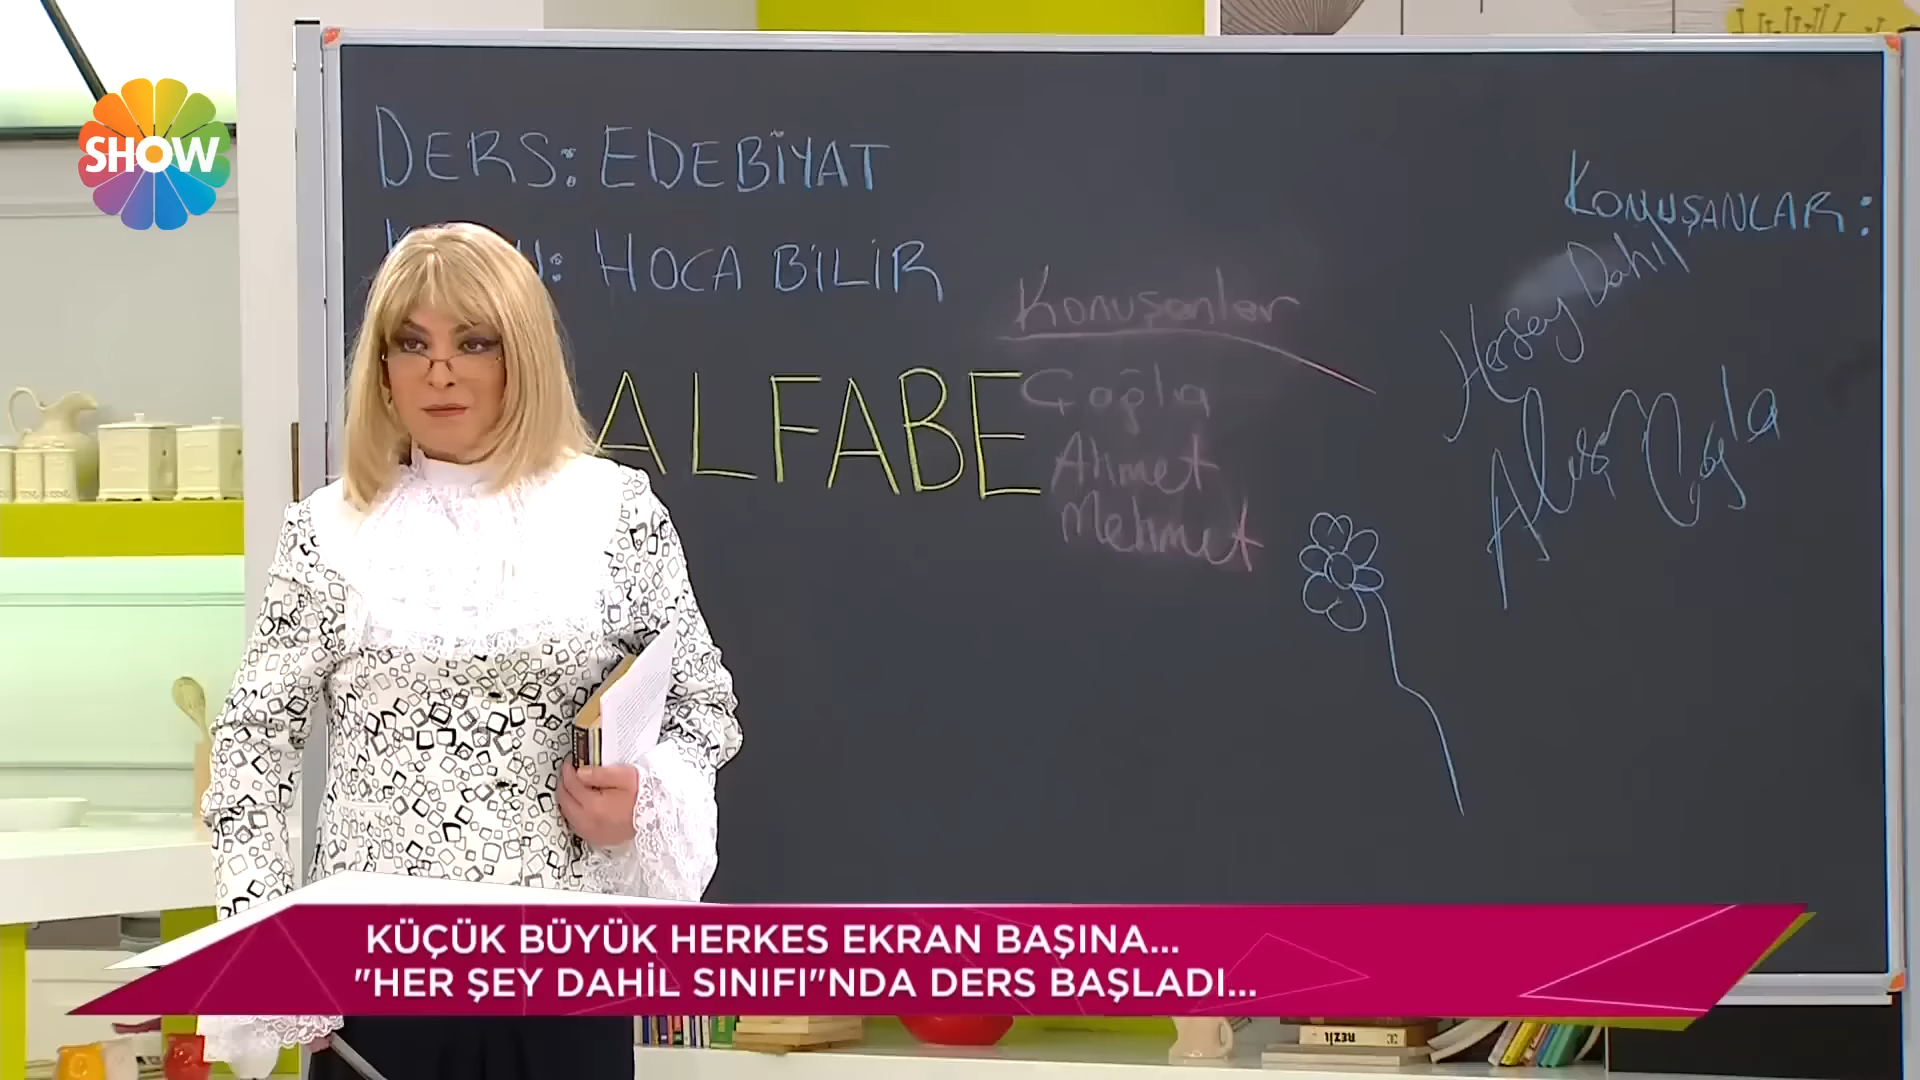 SHOW
DERS: EDEBİYAT
HOCA BİLİR
ALFABE
Konuşanlar
Çağla
Ahmet
Mehmet
KONUŞANLAR:
Herşey Dahil
Çağla
KÜÇÜK BÜYÜK HERKES EKRAN BAŞINA...
"HER ŞEY DAHİL SINIFI"NDA DERS BAŞLADI...